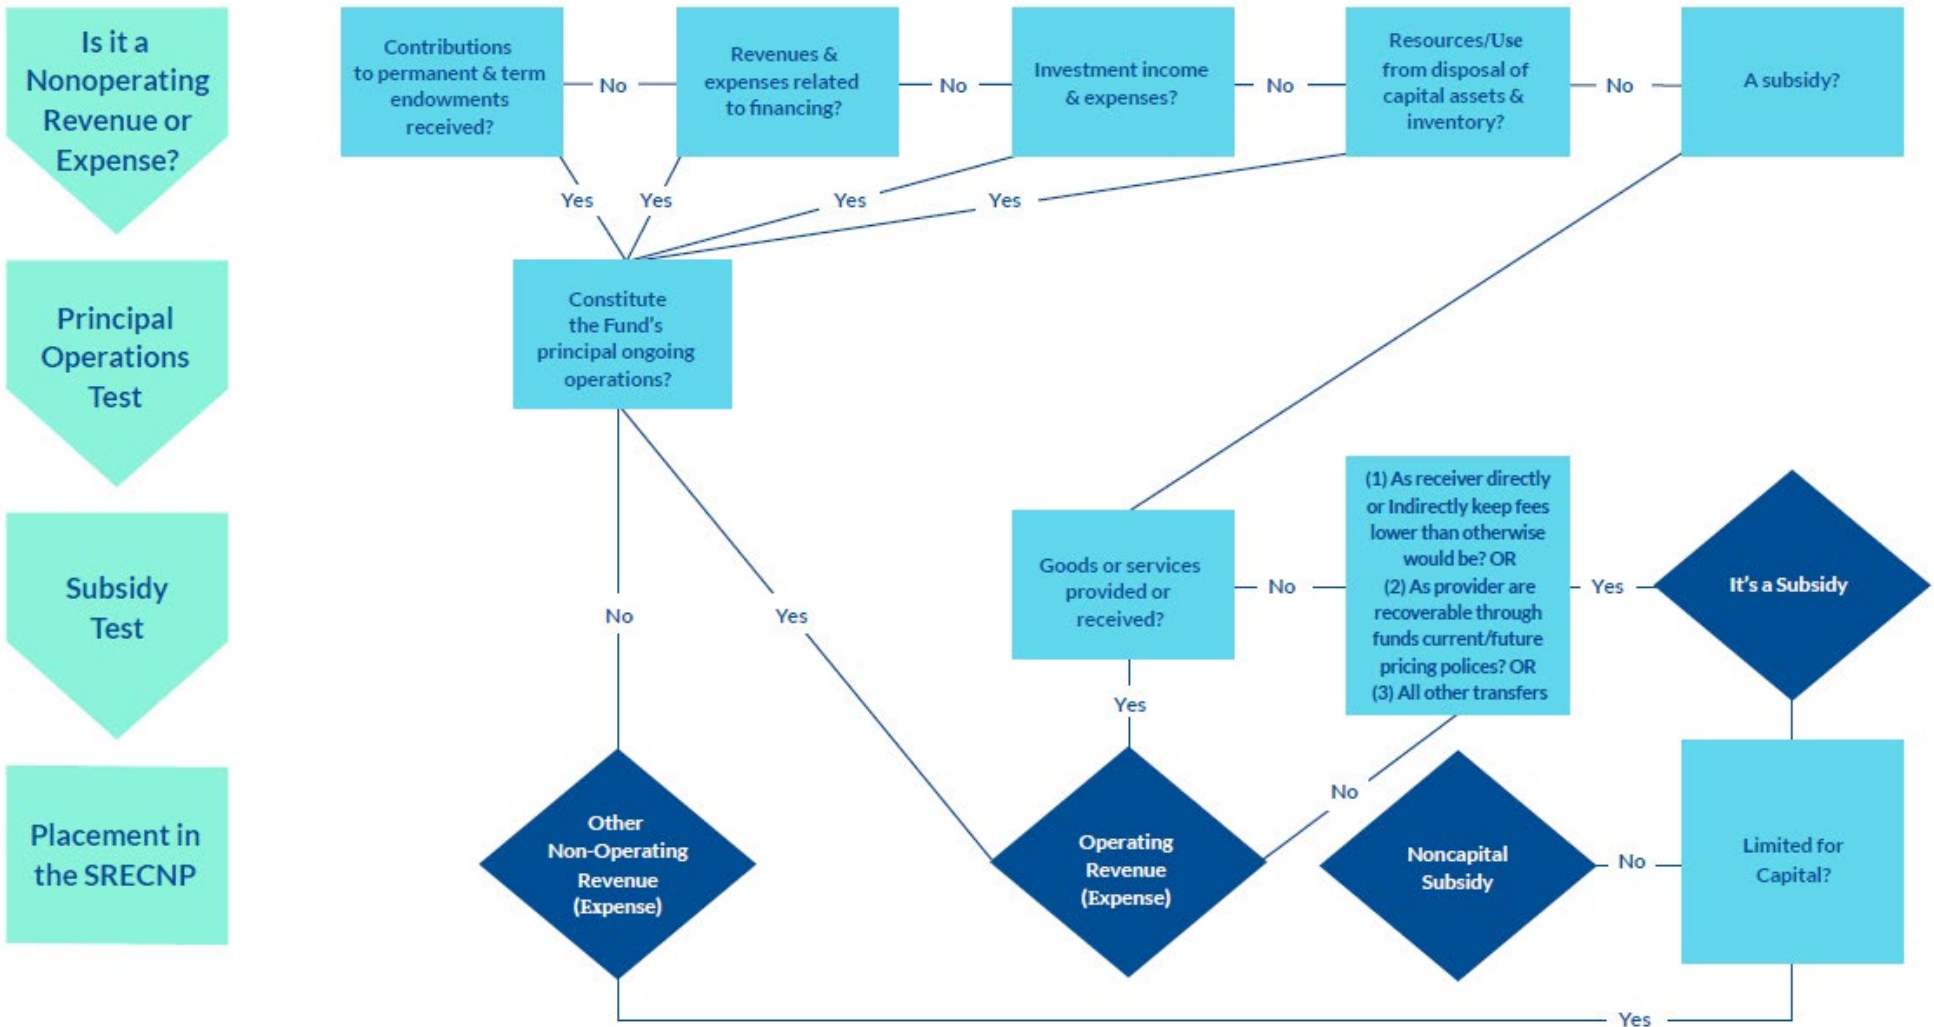 Is it a
Nonoperating
Revenue or
Expense?
Contributions
to permanent & term
endowments
received?
No
Revenues &
expenses related
to financing?
No
Investment income
& expenses?
No
Resources/Use
from disposal of
capital assets &
inventory?
No
A subsidy?
Yes
Yes
Yes
Yes
Principal
Operations
Test
Constitute
the Fund's
principal ongoing
operations?
Subsidy
Test
No
Yes
Goods or services
provided or
received?
No
(1) As receiver directly
or Indirectly keep fees
lower than otherwise
would be? OR
(2) As provider are
recoverable through
funds current/future
pricing polices? OR
(3) All other transfers
Yes
It's a Subsidy
Yes
No
Placement in
the SRECNP
Other
Non-Operating
Revenue
(Expense)
Operating
Revenue
(Expense)
Noncapital
Subsidy
No
Limited for
Capital?
Yes